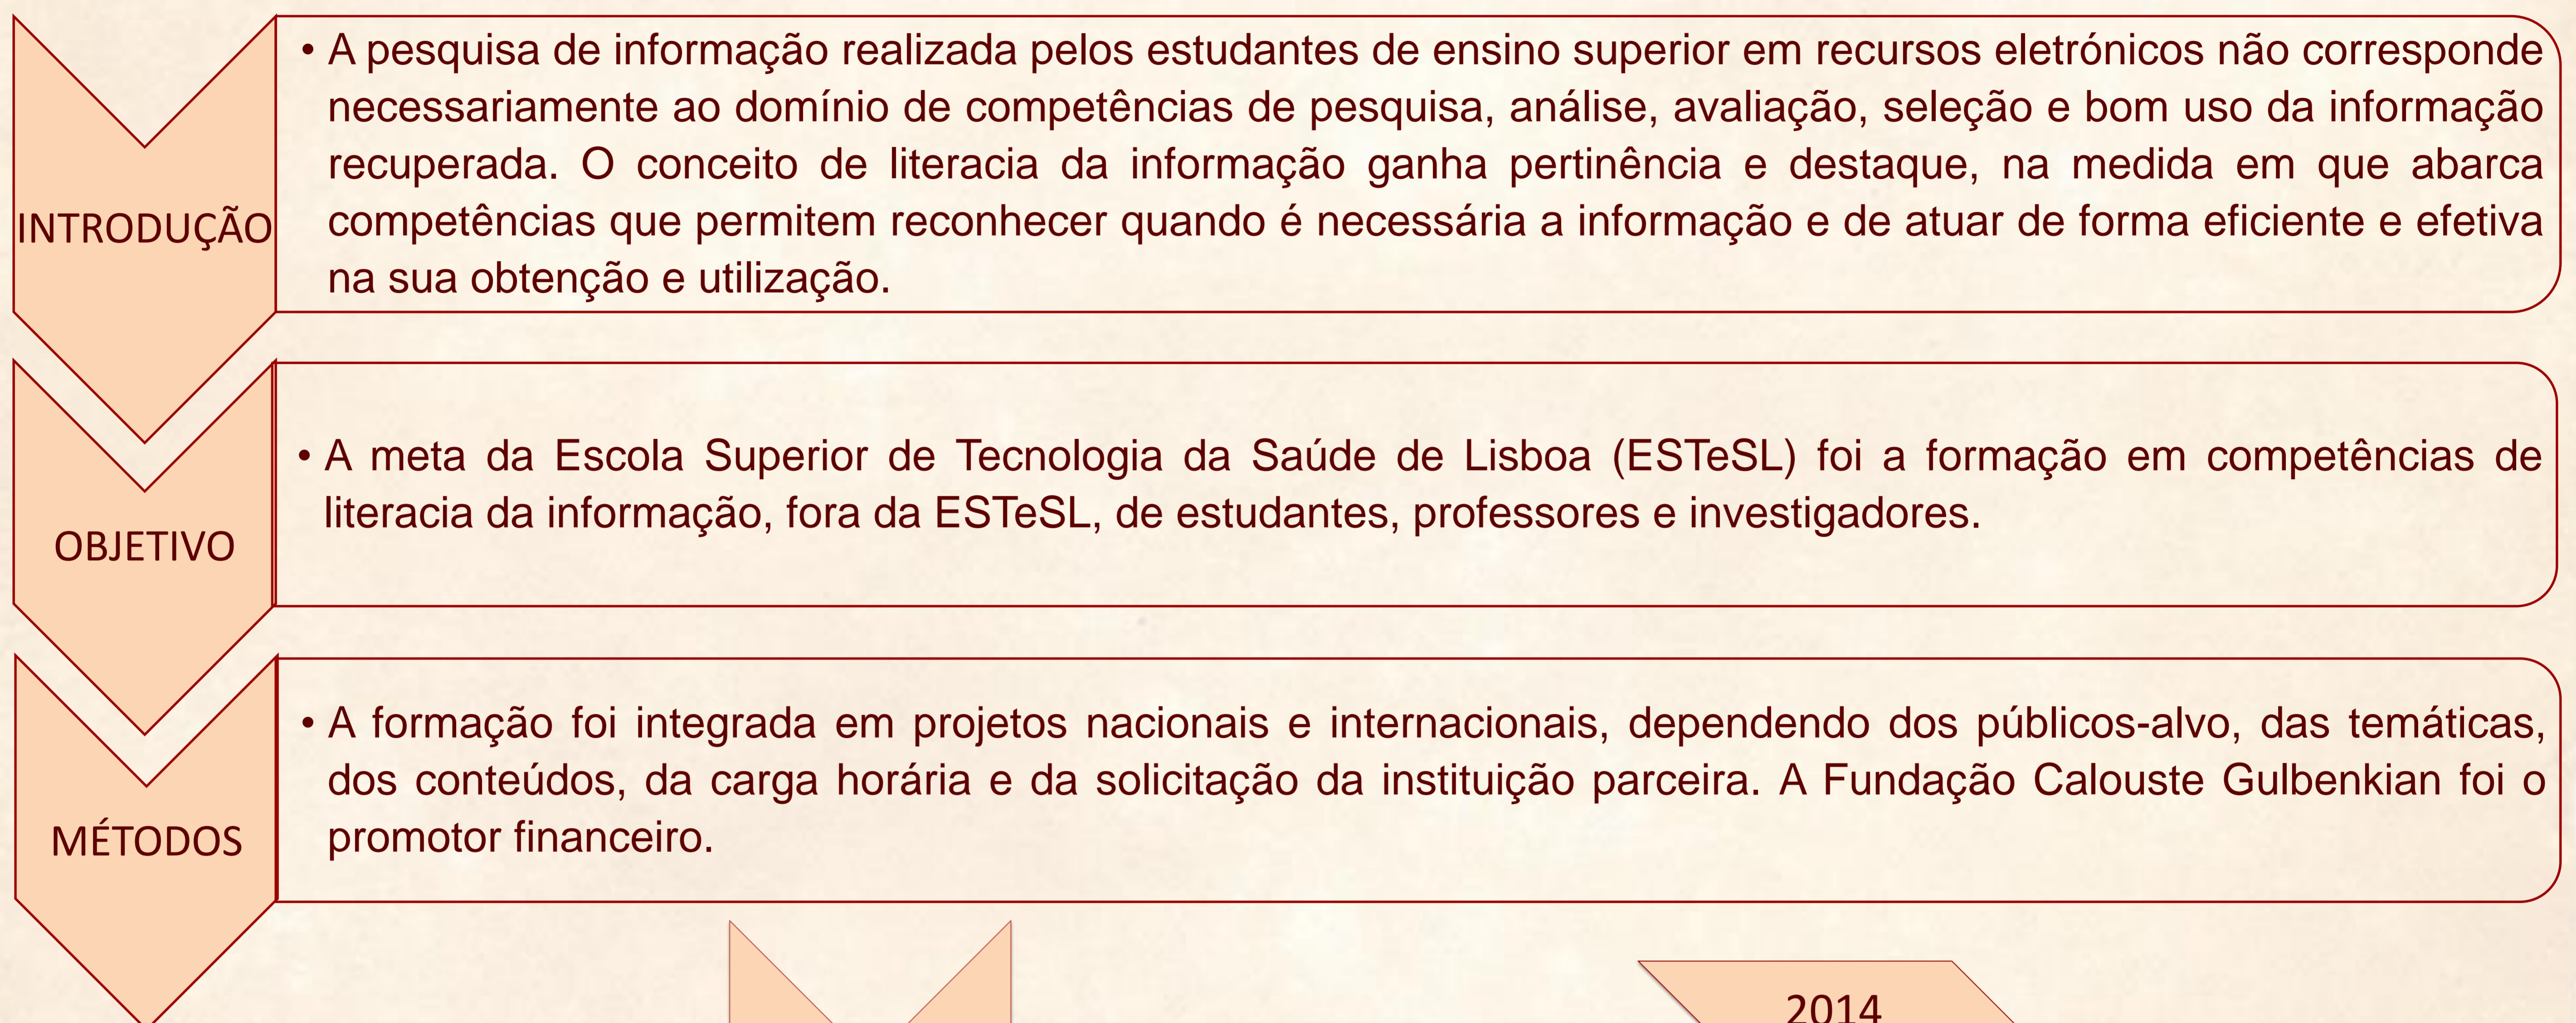 INTRODUÇÃO
• A pesquisa de informação realizada pelos estudantes de ensino superior em recursos eletrónicos não corresponde
necessariamente ao domínio de competências de pesquisa, análise, avaliação, seleção e bom uso da informação
recuperada. O conceito de literacia da informação ganha pertinência e destaque, na medida em que abarca
competências que permitem reconhecer quando é necessária a informação e de atuar de forma eficiente e efetiva
na sua obtenção e utilização.
OBJETIVO
• A meta da Escola Superior de Tecnologia da Saúde de Lisboa (ESTeSL) foi a formação em competências de
literacia da informação, fora da ESTeSL, de estudantes, professores e investigadores.
MÉTODOS
• A formação foi integrada em projetos nacionais e internacionais, dependendo dos públicos-alvo, das temáticas,
dos conteúdos, da carga horária e da solicitação da instituição parceira. A Fundação Calouste Gulbenkian foi o
promotor financeiro.
2014